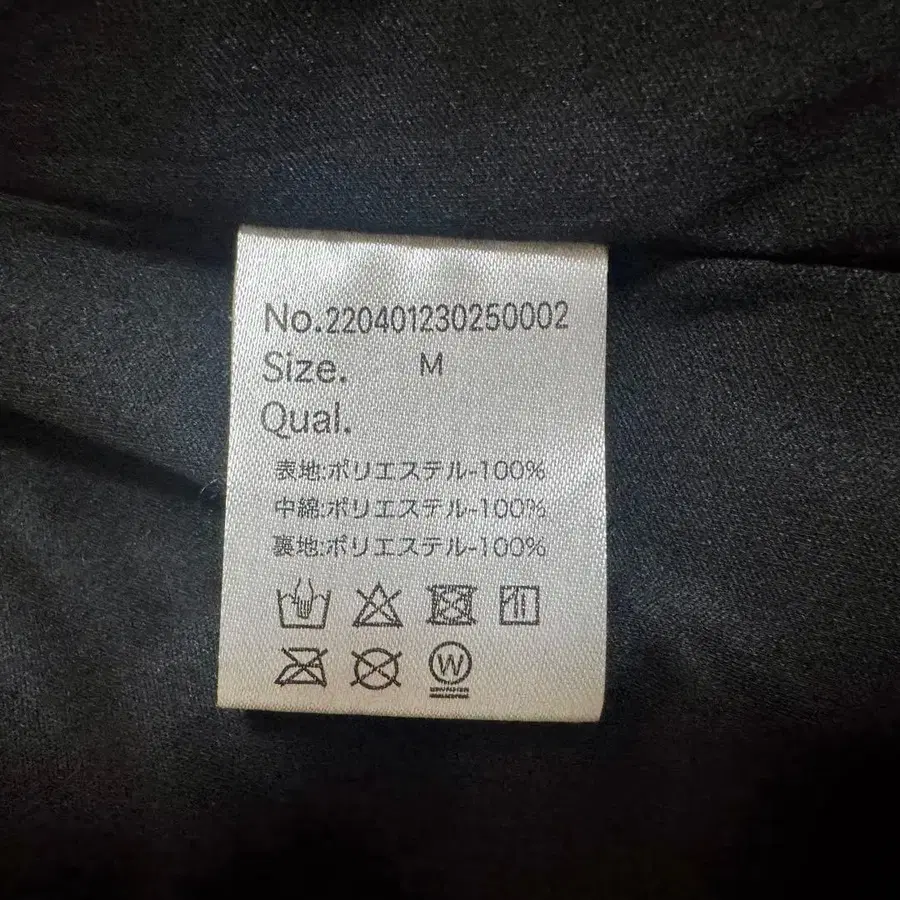 No.220401230250002
Size. M
Qual.
表地:ポリエステル-100%
中綿:ポリエステル-100%
裏地:ポリエステル-100%
W